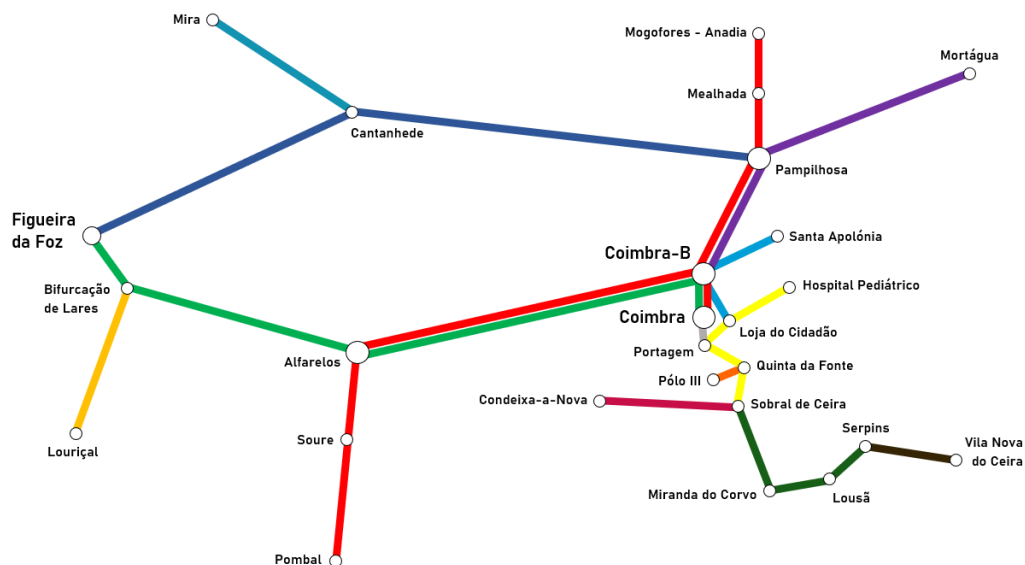 Mira
Mogofores - Anadia
Mortágua
Mealhada
Cantanhede
Pampilhosa
Figueira
da Foz
Santa Apolónia
Coimbra-B
Hospital Pediátrico
Bifurcação
de Lares
Coimbra
Loja do Cidadão
Portagem
Alfarelos
Quinta da Fonte
Pólo III
Condeixa-a-Nova
Sobral de Ceira
Serpins
Soure
Vila Nova
do Ceira
Louriçal
Miranda do Corvo
Lousã
Pombal